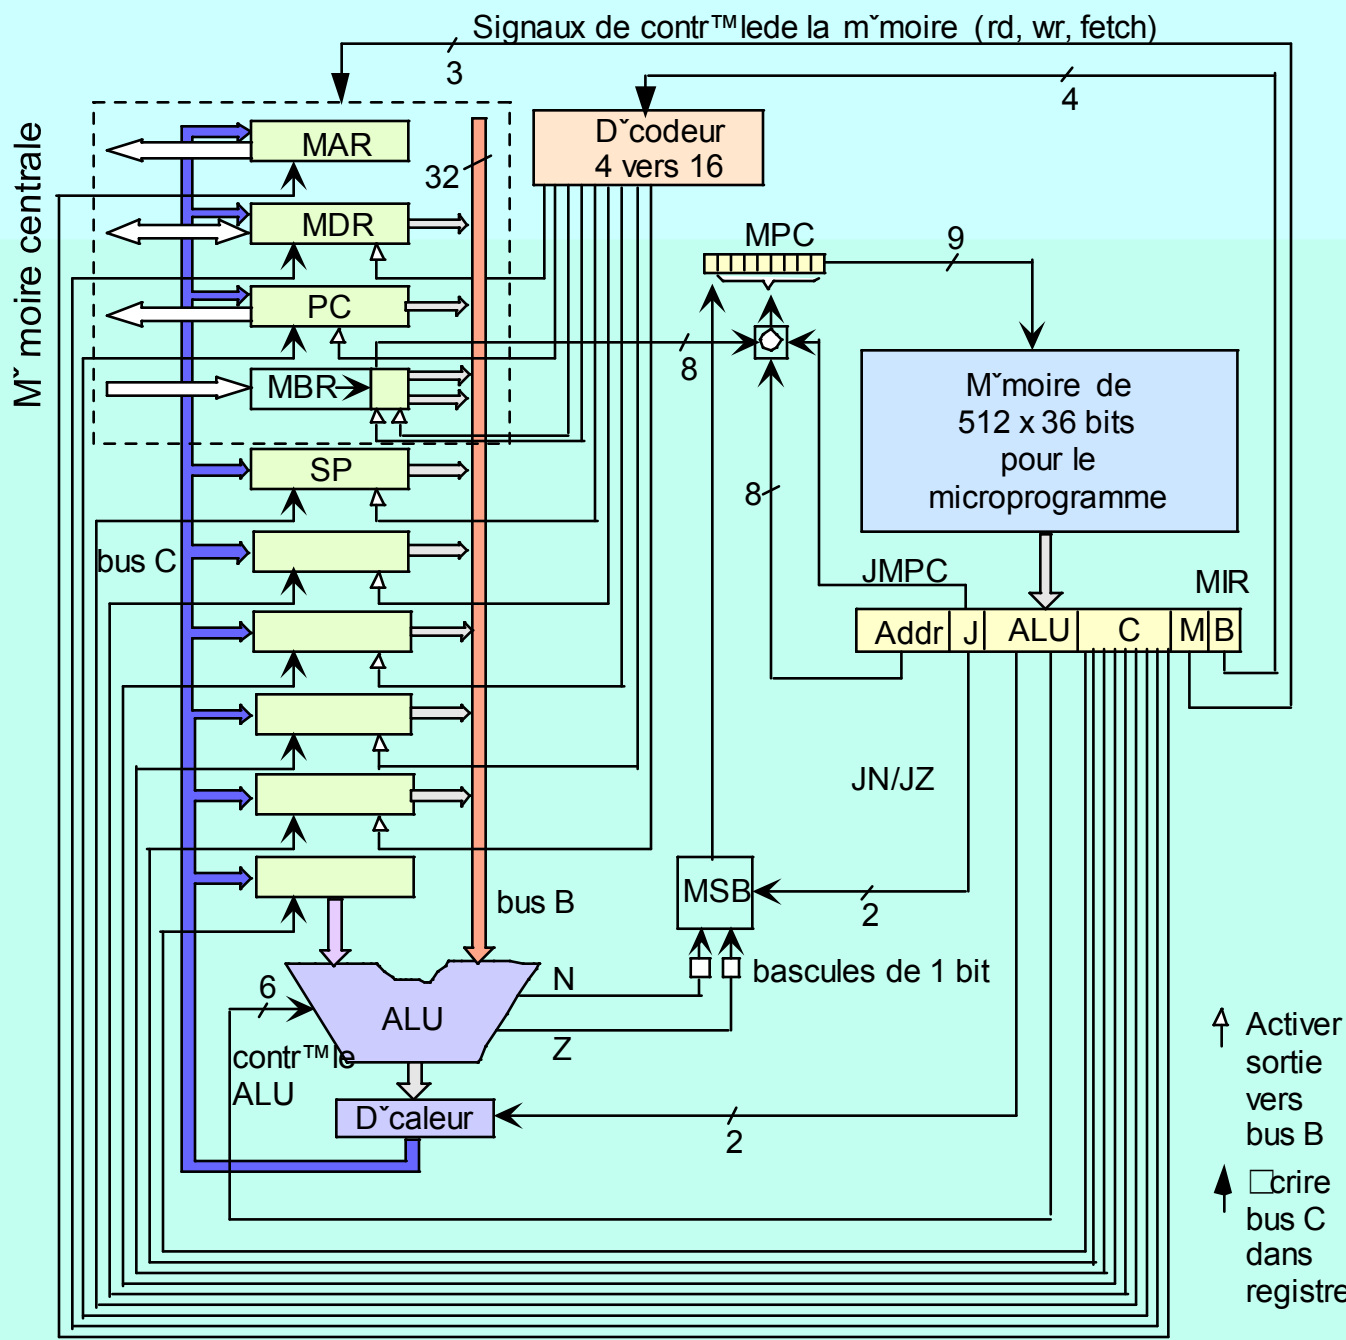 Signaux de contr™lede la mˇmoire (rd, wr, fetch)
3
4
Mˇ moire centrale
MAR
32
Dˇcodeur
4 vers 16
MDR
MPC
9
PC
8
MBR
Mˇmoire de
512 x 36 bits
pour le
microprogramme
SP
8
bus C
JMPC
MIR
Addr
J
ALU
C
M
B
JN/JZ
MSB
2
bus B
bascules de 1 bit
N
6
ALU
Z
contr™le
ALU
Dˇcaleur
2
Activer
sortie
vers
bus B
□crire
bus C
dans
registre